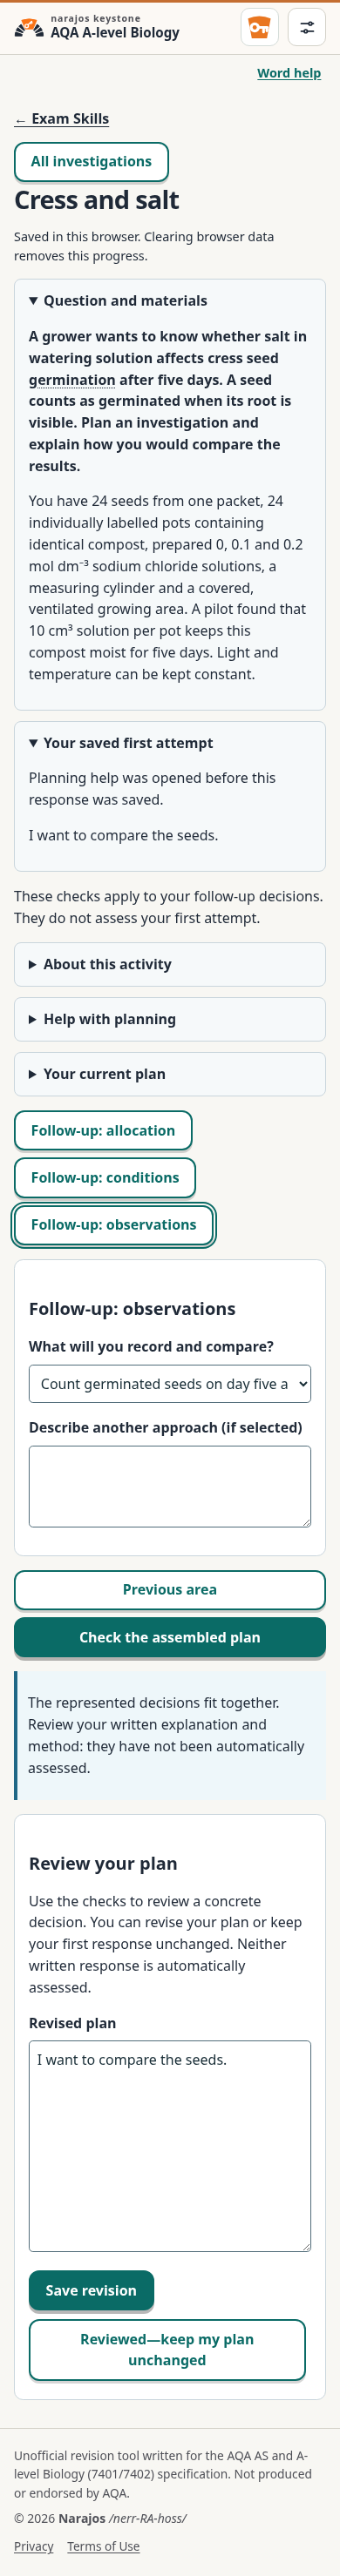 narajos keystone
AQA A-level Biology
Word help
← Exam Skills
All investigations
Cress and salt
Saved in this browser. Clearing browser data
removes this progress.
▼ Question and materials
A grower wants to know whether salt in
watering solution affects cress seed
germination after five days. A seed
counts as germinated when its root is
visible. Plan an investigation and
explain how you would compare the
results.
You have 24 seeds from one packet, 24
individually labelled pots containing
identical compost, prepared 0, 0.1 and 0.2
mol dm⁻³ sodium chloride solutions, a
measuring cylinder and a covered,
ventilated growing area. A pilot found that
10 cm³ solution per pot keeps this
compost moist for five days. Light and
temperature can be kept constant.
▼ Your saved first attempt
Planning help was opened before this
response was saved.
I want to compare the seeds.
These checks apply to your follow-up decisions.
They do not assess your first attempt.
▶ About this activity
▶ Help with planning
▶ Your current plan
Follow-up: allocation
Follow-up: conditions
Follow-up: observations
Follow-up: observations
What will you record and compare?
Count germinated seeds on day five a
Describe another approach (if selected)
Previous area
Check the assembled plan
The represented decisions fit together.
Review your written explanation and
method: they have not been automatically
assessed.
Review your plan
Use the checks to review a concrete
decision. You can revise your plan or keep
your first response unchanged. Neither
written response is automatically
assessed.
Revised plan
I want to compare the seeds.
Save revision
Reviewed—keep my plan
unchanged
Unofficial revision tool written for the AQA AS and A-
level Biology (7401/7402) specification. Not produced
or endorsed by AQA.
© 2026 Narajos /nerr-RA-hoss/
Privacy Terms of Use